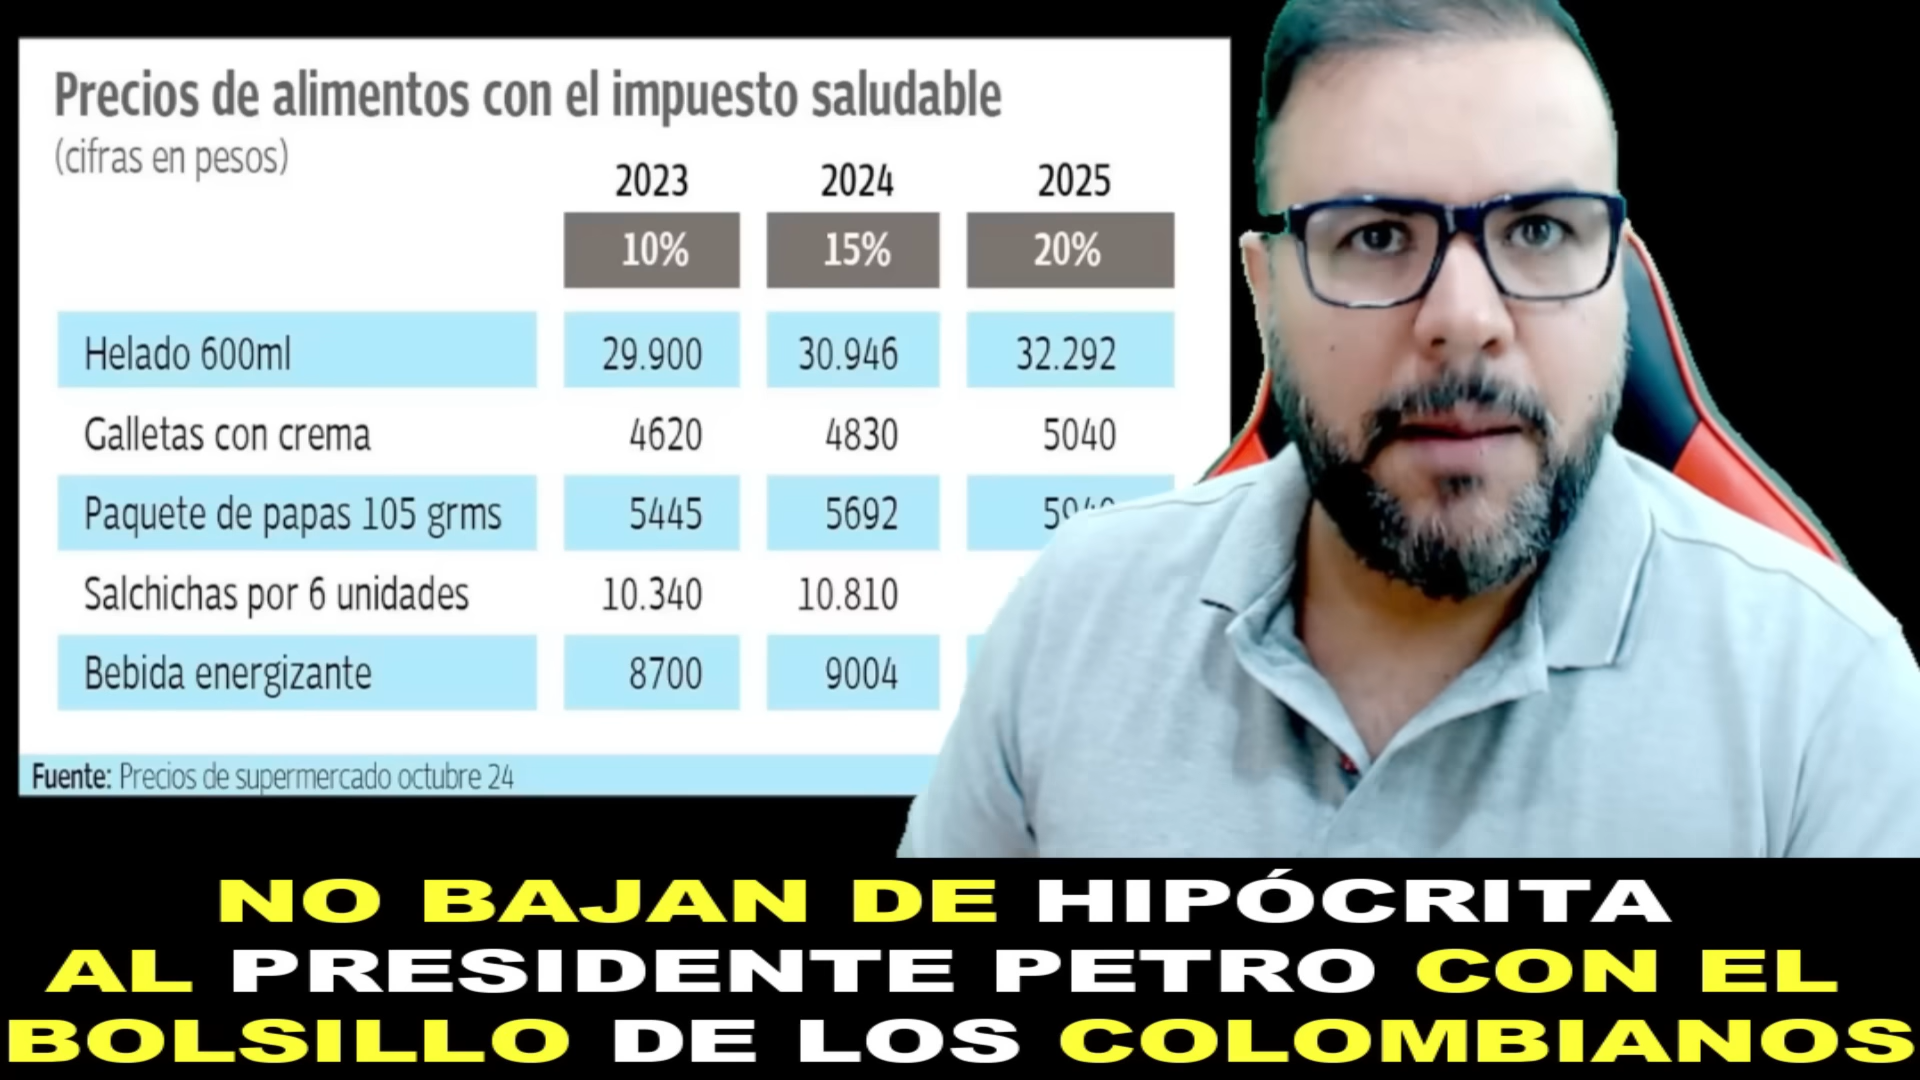 Precios de alimentos con el impuesto saludable
(cifras en pesos)
2023 2024 2025
10% 15% 20%
Helado 600ml 29.900 30.946 32.292
Galletas con crema 4620 4830 5040
Paquete de papas 105 grms 5445 5692
Salchichas por 6 unidades 10.340 10.810
Bebida energizante 8700 9004
Fuente: Precios de supermercado octubre 24
NO BAJAN DE HIPÓCRITA
AL PRESIDENTE PETRO CON EL
BOLSILLO DE LOS COLOMBIANOS